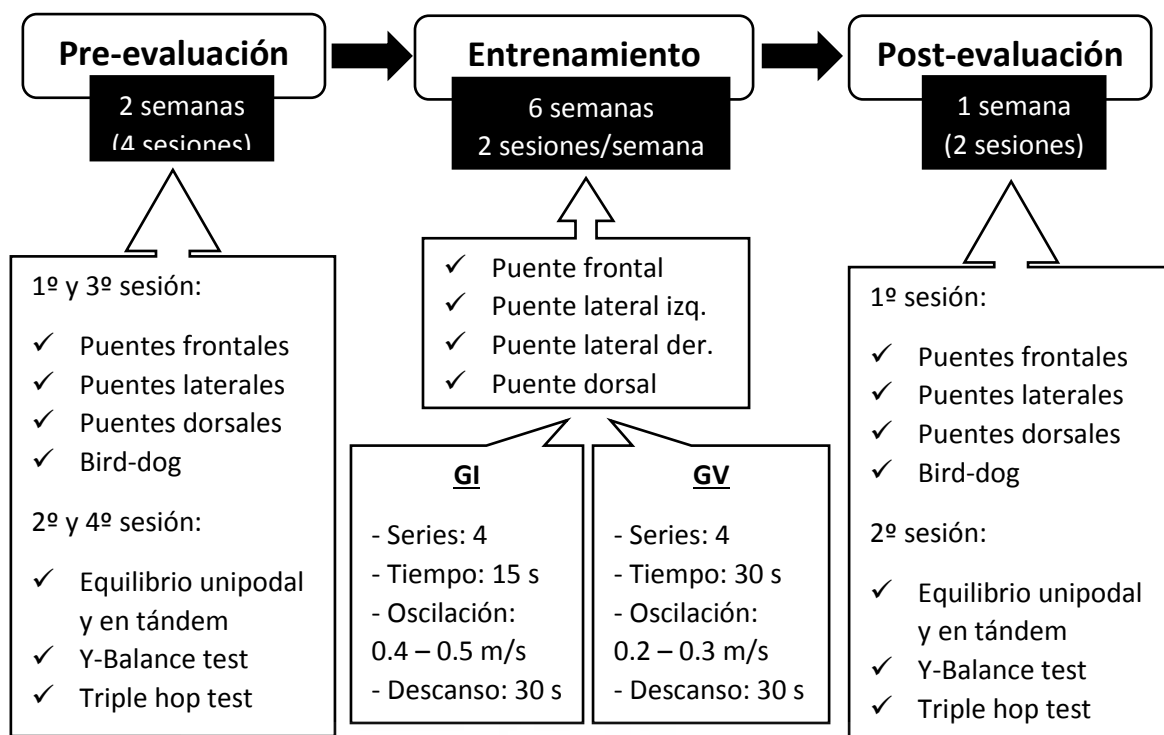 Pre-evaluación
2 semanas
(4 sesiones)
Entrenamiento
6 semanas
2 sesiones/semana
Post-evaluación
1 semana
(2 sesiones)
1º y 3º sesión:
✓ Puentes frontales
✓ Puentes laterales
✓ Puentes dorsales
✓ Bird-dog
2º y 4º sesión:
✓ Equilibrio unipodal
y en tándem
✓ Y-Balance test
✓ Triple hop test
✓ Puente frontal
✓ Puente lateral izq.
✓ Puente lateral der.
✓ Puente dorsal
GI
- Series: 4
- Tiempo: 15 s
- Oscilación:
0.4 – 0.5 m/s
- Descanso: 30 s
GV
- Series: 4
- Tiempo: 30 s
- Oscilación:
0.2 – 0.3 m/s
- Descanso: 30 s
1º sesión:
✓ Puentes frontales
✓ Puentes laterales
✓ Puentes dorsales
✓ Bird-dog
2º sesión:
✓ Equilibrio unipodal
y en tándem
✓ Y-Balance test
✓ Triple hop test